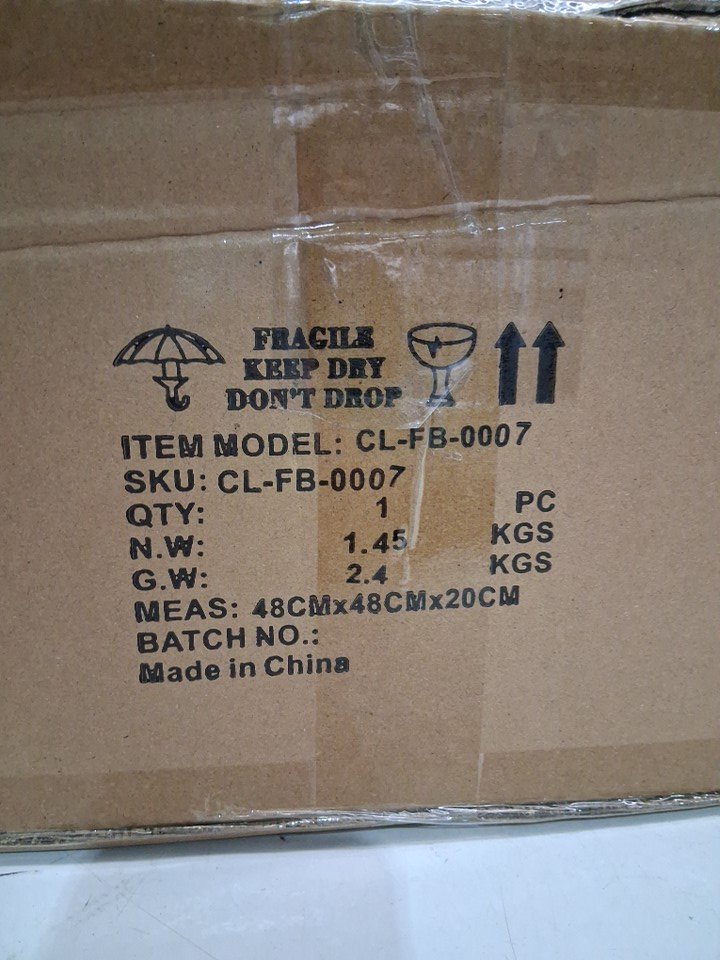 FRAGILE
KEEP DRY
DON'T DROP
ITEM MODEL: CL-FB-0007
SKU: CL-FB-0007
QTY: 1 PC
N.W: 1.45 KGS
G.W: 2.4 KGS
MEAS: 48CMx48CMx20CM
BATCH NO.:
Made in China